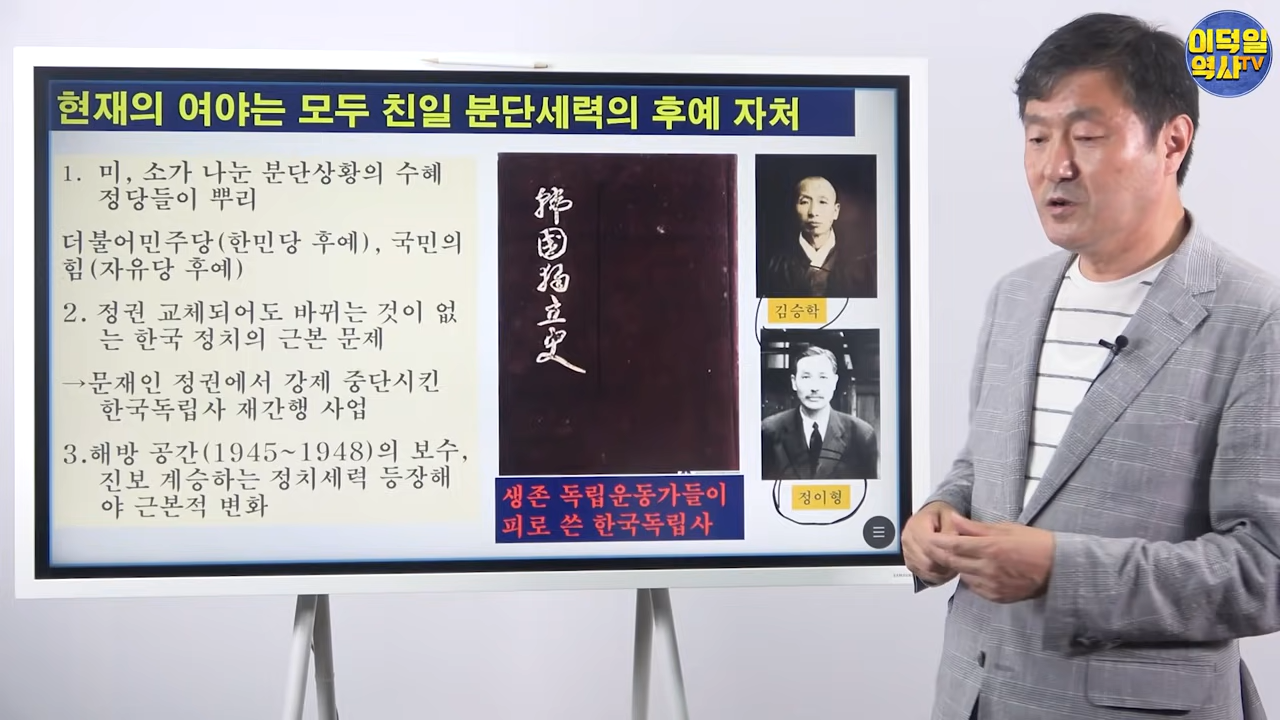 이덕일
역사TV
현재의 여야는 모두 친일 분단세력의 후예 자처
1. 미, 소가 나눈 분단상황의 수혜
정당들이 뿌리
더불어민주당(한민당 후예), 국민의
힘(자유당 후예)
2. 정권 교체되어도 바뀌는 것이 없
는 한국 정치의 근본 문제
→문재인 정권에서 강제 중단시킨
한국독립사 재간행 사업
3.해방 공간(1945~1948)의 보수,
진보 계승하는 정치세력 등장해
야 근본적 변화
韓國獨立史
생존 독립운동가들이
피로 쓴 한국독립사
김승학
정이형
SAMSUNG